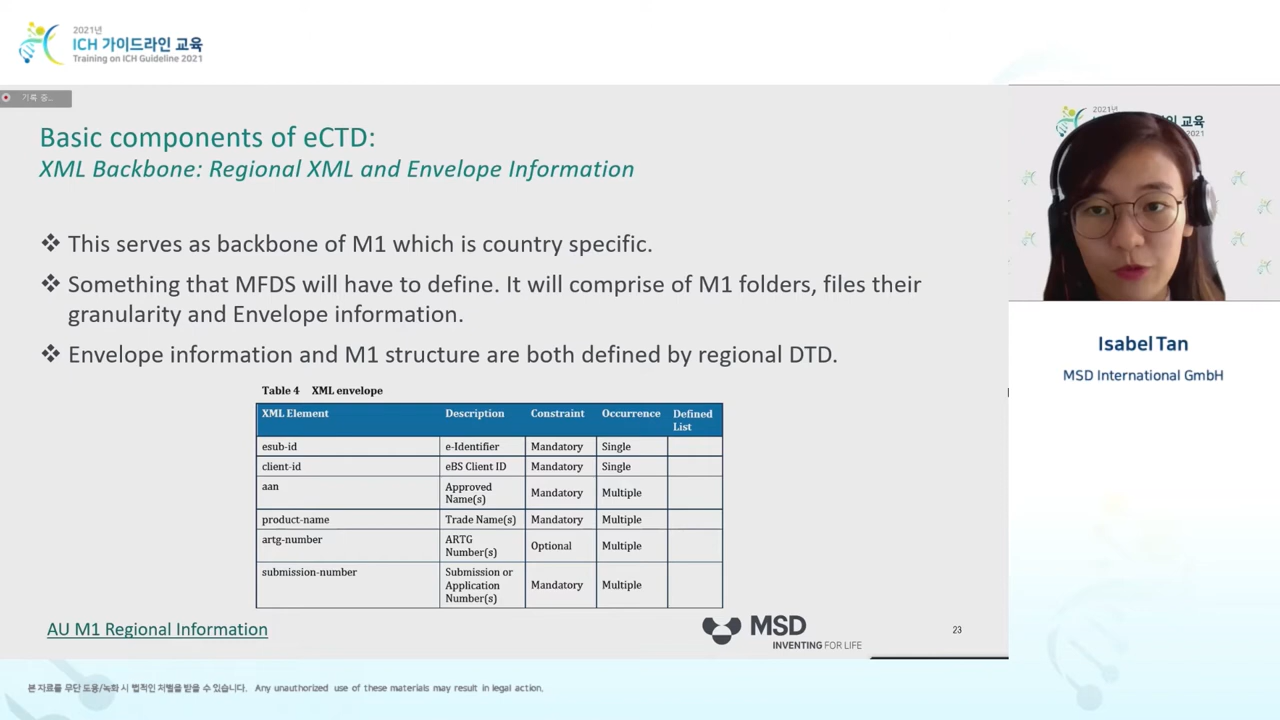 2021년
ICH 가이드라인 교육
Training on ICH Guideline 2021
기록 중...
Basic components of eCTD:
XML Backbone: Regional XML and Envelope Information
❖ This serves as backbone of M1 which is country specific.
❖ Something that MFDS will have to define. It will comprise of M1 folders, files their
granularity and Envelope information.
❖ Envelope information and M1 structure are both defined by regional DTD.
Table 4 XML envelope
XML Element Description Constraint Occurrence Defined
List
esub-id e-Identifier Mandatory Single
client-id eBS Client ID Mandatory Single
aan Approved
Name(s) Mandatory Multiple
product-name Trade Name(s) Mandatory Multiple
artg-number ARTG
Number(s) Optional Multiple
submission-number Submission or
Application
Number(s) Mandatory Multiple
AU M1 Regional Information
MSD
INVENTING FOR LIFE
23
2021년
교육
2021
Isabel Tan
MSD International GmbH
본 자료를 무단 도용/녹화 시 법적인 처벌을 받을 수 있습니다. Any unauthorized use of these materials may result in legal action.